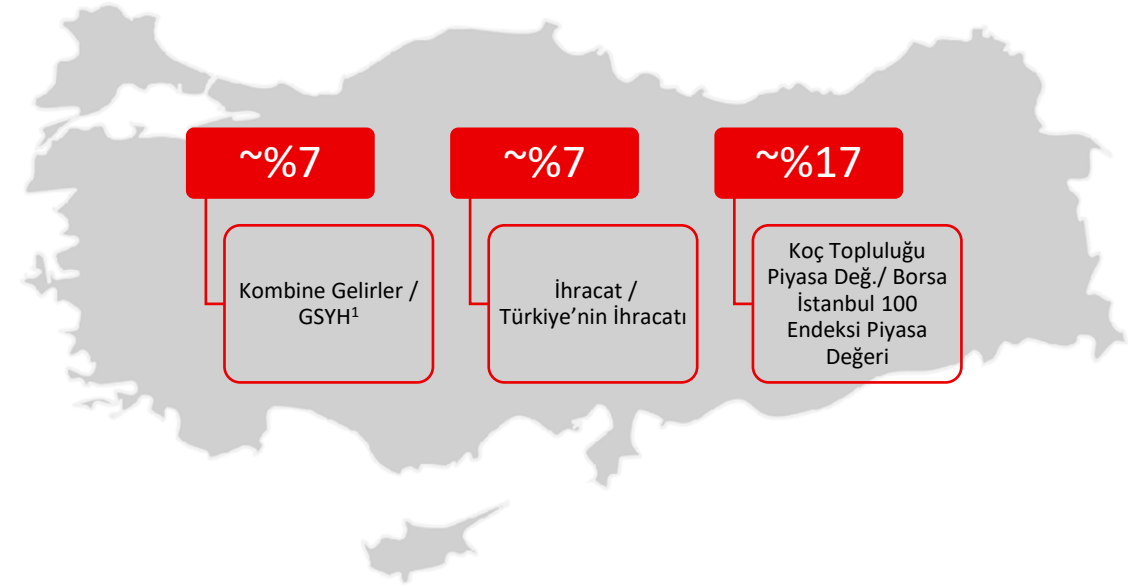 ~%7
Kombine Gelirler /
GSYH¹
~%7
İhracat /
Türkiye’nin İhracatı
~%17
Koç Topluluğu
Piyasa Değ./ Borsa
İstanbul 100
Endeksi Piyasa
Değeri